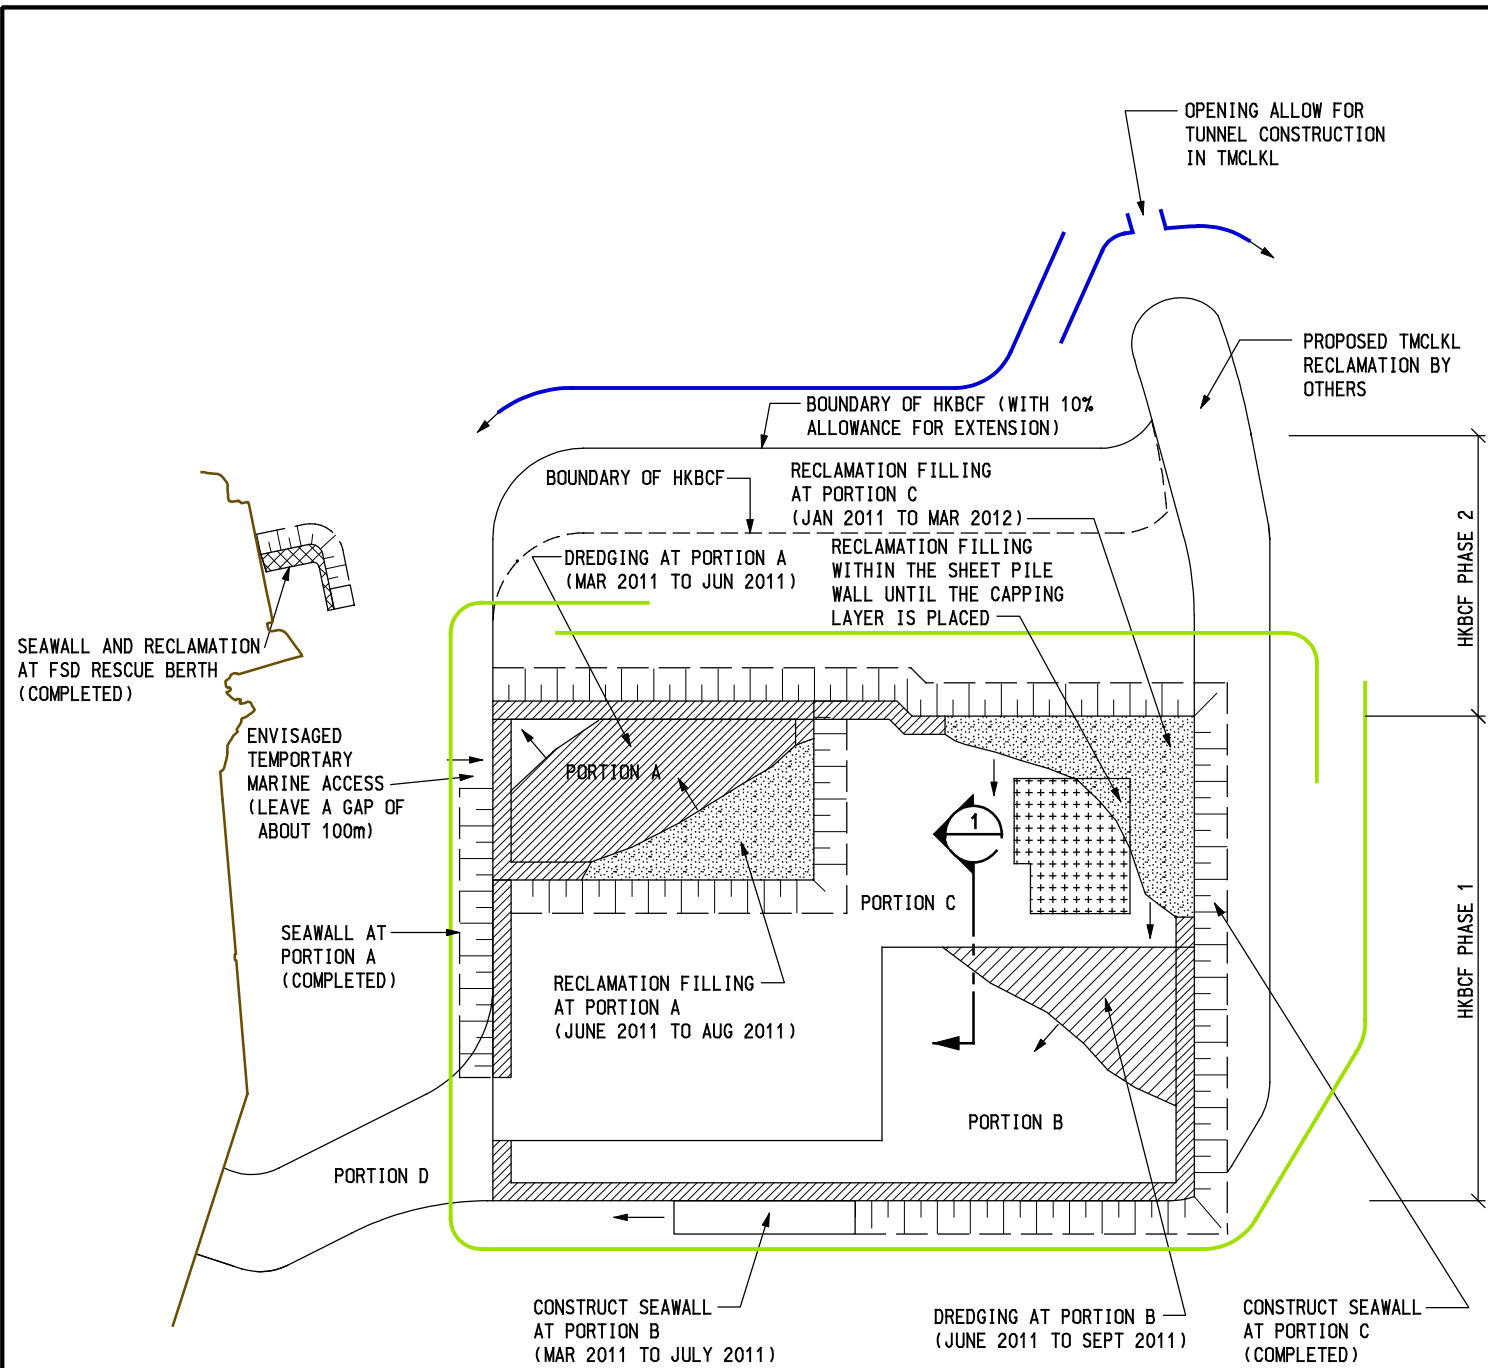 OPENING ALLOW FOR
TUNNEL CONSTRUCTION
IN TMCLKL
PROPOSED TMCLKL
RECLAMATION BY
OTHERS
BOUNDARY OF HKBCF (WITH 10%
ALLOWANCE FOR EXTENSION)
BOUNDARY OF HKBCF
RECLAMATION FILLING
AT PORTION C
(JAN 2011 TO MAR 2012)
DREDGING AT PORTION A
(MAR 2011 TO JUN 2011)
RECLAMATION FILLING
WITHIN THE SHEET PILE
WALL UNTIL THE CAPPING
LAYER IS PLACED
HKBCF PHASE 2
SEAWALL AND RECLAMATION
AT FSD RESCUE BERTH
(COMPLETED)
ENVISAGED
TEMPORTARY
MARINE ACCESS
(LEAVE A GAP OF
ABOUT 100m)
PORTION A
1
PORTION C
SEAWALL AT
PORTION A
(COMPLETED)
RECLAMATION FILLING
AT PORTION A
(JUNE 2011 TO AUG 2011)
HKBCF PHASE 1
PORTION B
PORTION D
CONSTRUCT SEAWALL
AT PORTION B
(MAR 2011 TO JULY 2011)
DREDGING AT PORTION B
(JUNE 2011 TO SEPT 2011)
CONSTRUCT SEAWALL
AT PORTION C
(COMPLETED)